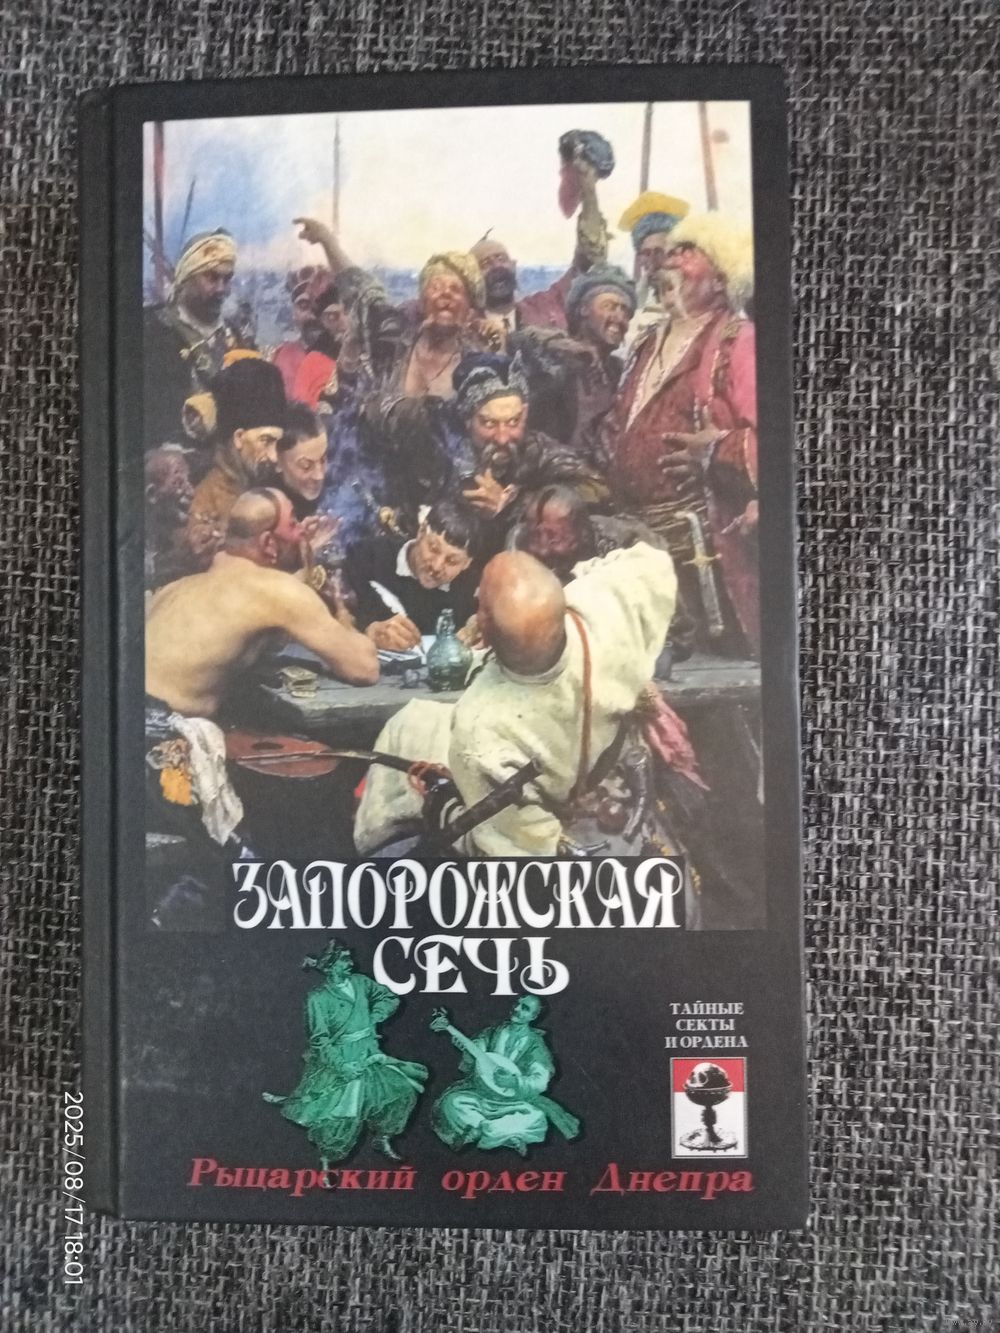 ЗАПОРОЖСКАЯ
СЕЧЬ
ТАЙНЫЕ
СЕКТЫ
И ОРДЕНА
Рыцарский орден Днепра
2025/08/17 18:01